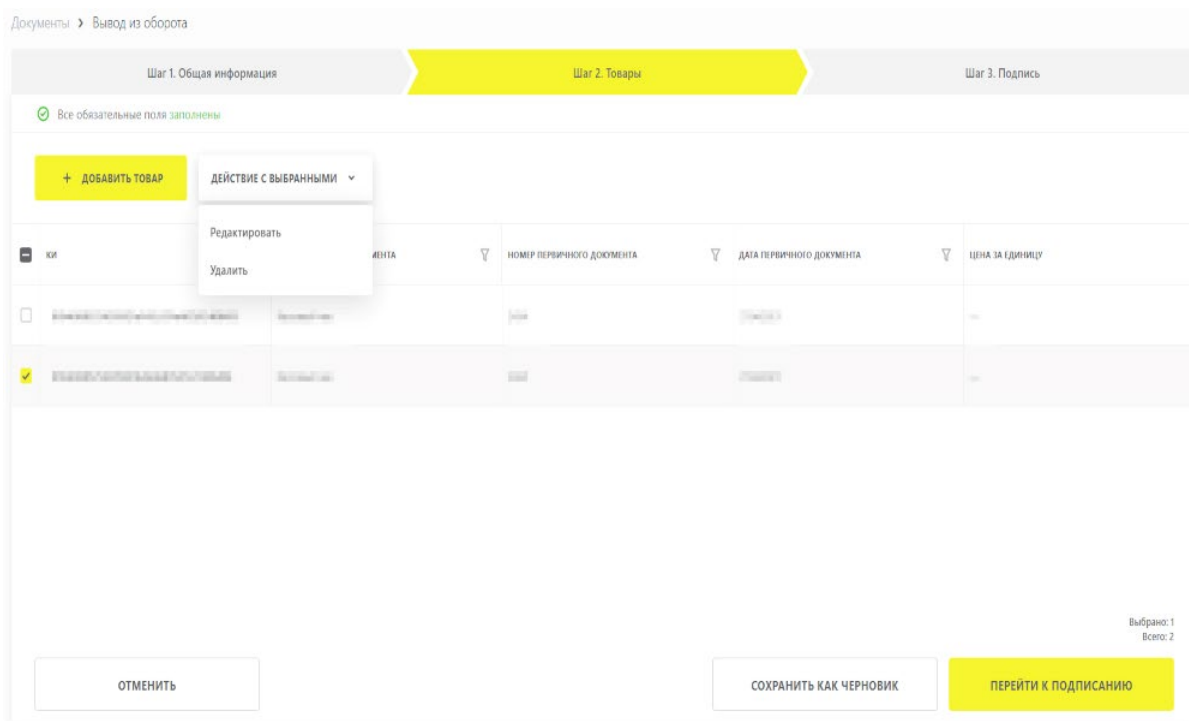 Документы > Вывод из оборота
Шаг 1. Общая информация
Шаг 2. Товары
Шаг 3. Подпись
Все обязательные поля заполнены
+ ДОБАВИТЬ ТОВАР
ДЕЙСТВИЕ С ВЫБРАННЫМИ
Редактировать
Удалить
КИ
НОМЕР ПЕРВИЧНОГО ДОКУМЕНТА
ДАТА ПЕРВИЧНОГО ДОКУМЕНТА
ЦЕНА ЗА ЕДИНИЦУ
Выбрано: 1
Всего: 2
ОТМЕНИТЬ
СОХРАНИТЬ КАК ЧЕРНОВИК
ПЕРЕЙТИ К ПОДПИСАНИЮ